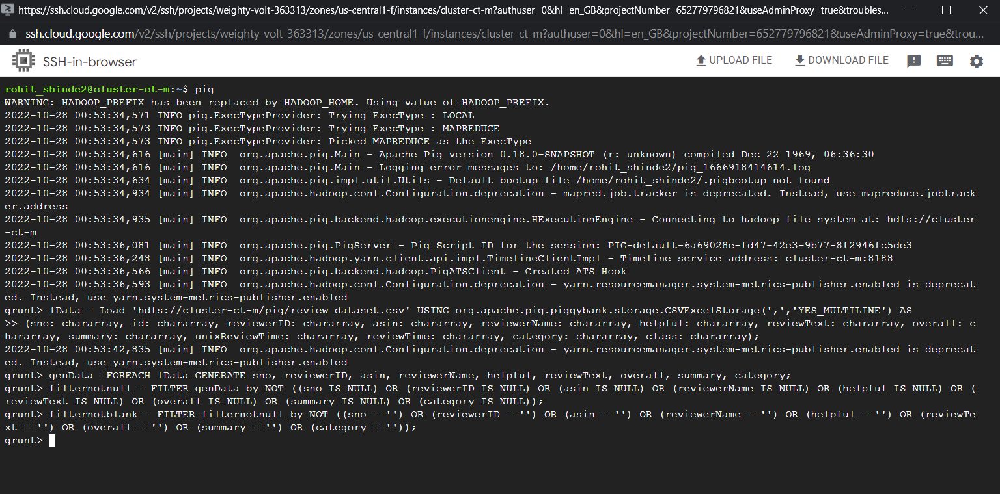 https://ssh.cloud.google.com/v2/ssh/projects/weighty-volt-363313/zones/us-central1-f/instances/cluster-ct-m?authuser=0&hl=en_GB&projectNumber=652779796821&useAdminProxy=true&troubles...
ssh.cloud.google.com/v2/ssh/projects/weighty-volt-363313/zones/us-central1-f/instances/cluster-ct-m?authuser=0&hl=en_GB&projectNumber=652779796821&useAdminProxy=true&trou...
SSH-in-browser UPLOAD FILE DOWNLOAD FILE
rohit_shinde2@cluster-ct-m:~$ pig
WARNING: HADOOP_PREFIX has been replaced by HADOOP_HOME. Using value of HADOOP_PREFIX.
2022-10-28 00:53:34,571 INFO pig.ExecTypeProvider: Trying ExecType : LOCAL
2022-10-28 00:53:34,573 INFO pig.ExecTypeProvider: Trying ExecType : MAPREDUCE
2022-10-28 00:53:34,573 INFO pig.ExecTypeProvider: Picked MAPREDUCE as the ExecType
2022-10-28 00:53:34,616 [main] INFO  org.apache.pig.Main - Apache Pig version 0.18.0-SNAPSHOT (r: unknown) compiled Dec 22 1969, 06:36:30
2022-10-28 00:53:34,616 [main] INFO  org.apache.pig.Main - Logging error messages to: /home/rohit_shinde2/pig_1666918414614.log
2022-10-28 00:53:34,634 [main] INFO  org.apache.pig.impl.util.Utils - Default bootup file /home/rohit_shinde2/.pigbootup not found
2022-10-28 00:53:34,934 [main] INFO  org.apache.hadoop.conf.Configuration.deprecation - mapred.job.tracker is deprecated. Instead, use mapreduce.jobtrack
er.address
2022-10-28 00:53:34,935 [main] INFO  org.apache.pig.backend.hadoop.executionengine.HExecutionEngine - Connecting to hadoop file system at: hdfs://cluster
-ct-m
2022-10-28 00:53:36,081 [main] INFO  org.apache.pig.PigServer - Pig Script ID for the session: PIG-default-6a69028e-fd47-42e3-9b77-8f2946fc5de3
2022-10-28 00:53:36,248 [main] INFO  org.apache.hadoop.yarn.client.api.impl.TimelineClientImpl - Timeline service address: cluster-ct-m:8188
2022-10-28 00:53:36,566 [main] INFO  org.apache.pig.backend.hadoop.PigATSClient - Created ATS Hook
2022-10-28 00:53:36,593 [main] INFO  org.apache.hadoop.conf.Configuration.deprecation - yarn.resourcemanager.system-metrics-publisher.enabled is deprecat
ed. Instead, use yarn.system-metrics-publisher.enabled
grunt> lData = Load 'hdfs://cluster-ct-m/pig/review dataset.csv' USING org.apache.pig.piggybank.storage.CSVExcelStorage(',','YES_MULTILINE') AS
>> (sno: chararray, id: chararray, reviewerID: chararray, asin: chararray, reviewerName: chararray, helpful: chararray, reviewText: chararray, overall: c
hararray, summary: chararray, unixReviewTime: chararray, reviewTime: chararray, category: chararray, class: chararray);
2022-10-28 00:53:42,835 [main] INFO  org.apache.hadoop.conf.Configuration.deprecation - yarn.resourcemanager.system-metrics-publisher.enabled is deprecat
ed. Instead, use yarn.system-metrics-publisher.enabled
grunt> genData =FOREACH lData GENERATE sno, reviewerID, asin, reviewerName, helpful, reviewText, overall, summary, category;
grunt> filternotnull = FILTER genData by NOT ((sno IS NULL) OR (reviewerID IS NULL) OR (asin IS NULL) OR (reviewerName IS NULL) OR (helpful IS NULL) OR (
reviewText IS NULL) OR (overall IS NULL) OR (summary IS NULL) OR (category IS NULL));
grunt> filternotblank = FILTER filternotnull by NOT ((sno =='') OR (reviewerID =='') OR (asin =='') OR (reviewerName =='') OR (helpful =='') OR (reviewTe
xt =='') OR (overall =='') OR (summary =='') OR (category ==''));
grunt>